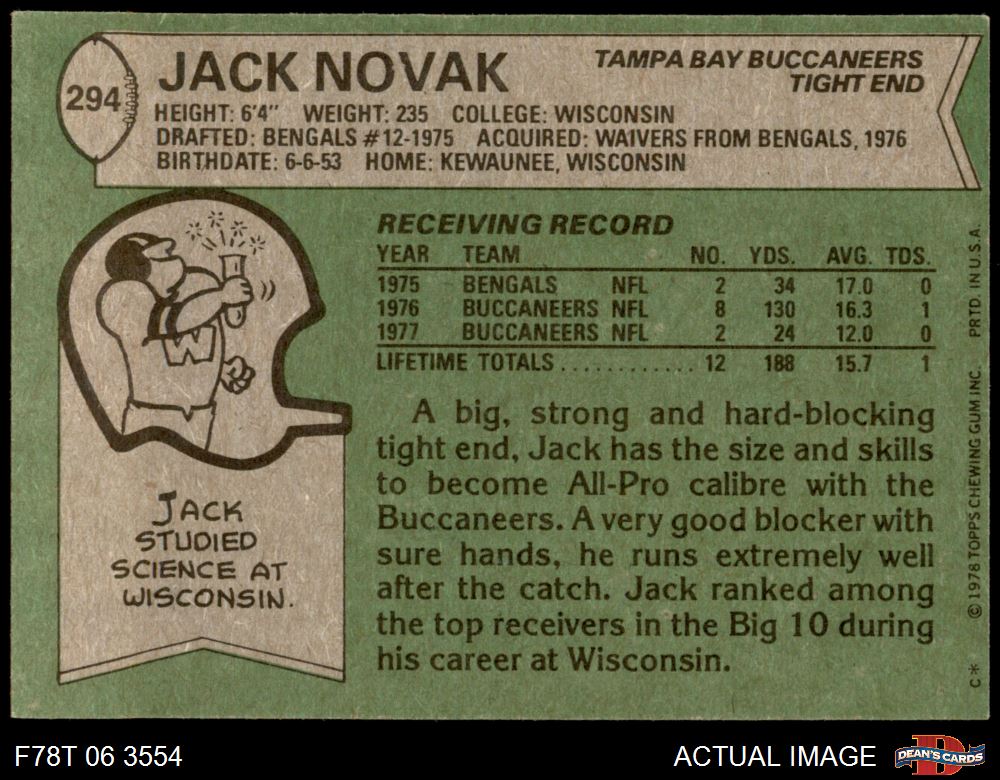 294
JACK NOVAK
TAMPA BAY BUCCANEERS
TIGHT END
HEIGHT: 6'4" WEIGHT: 235 COLLEGE: WISCONSIN
DRAFTED: BENGALS #12-1975 ACQUIRED: WAIVERS FROM BENGALS, 1976
BIRTHDATE: 6-6-53 HOME: KEWAUNEE, WISCONSIN
W
JACK
STUDIED
SCIENCE AT
WISCONSIN.
RECEIVING RECORD
YEAR TEAM NO. YDS. AVG. TDS.
1975 BENGALS NFL 2 34 17.0 0
1976 BUCCANEERS NFL 8 130 16.3 1
1977 BUCCANEERS NFL 2 24 12.0 0
LIFETIME TOTALS ............ 12 188 15.7 1
A big, strong and hard-blocking
tight end, Jack has the size and skills
to become All-Pro calibre with the
Buccaneers. A very good blocker with
sure hands, he runs extremely well
after the catch. Jack ranked among
the top receivers in the Big 10 during
his career at Wisconsin.
C* © 1978 TOPPS CHEWING GUM INC. PRTD. IN U.S.A.
F78T 06 3554
ACTUAL IMAGE
D
DEAN'S CARDS